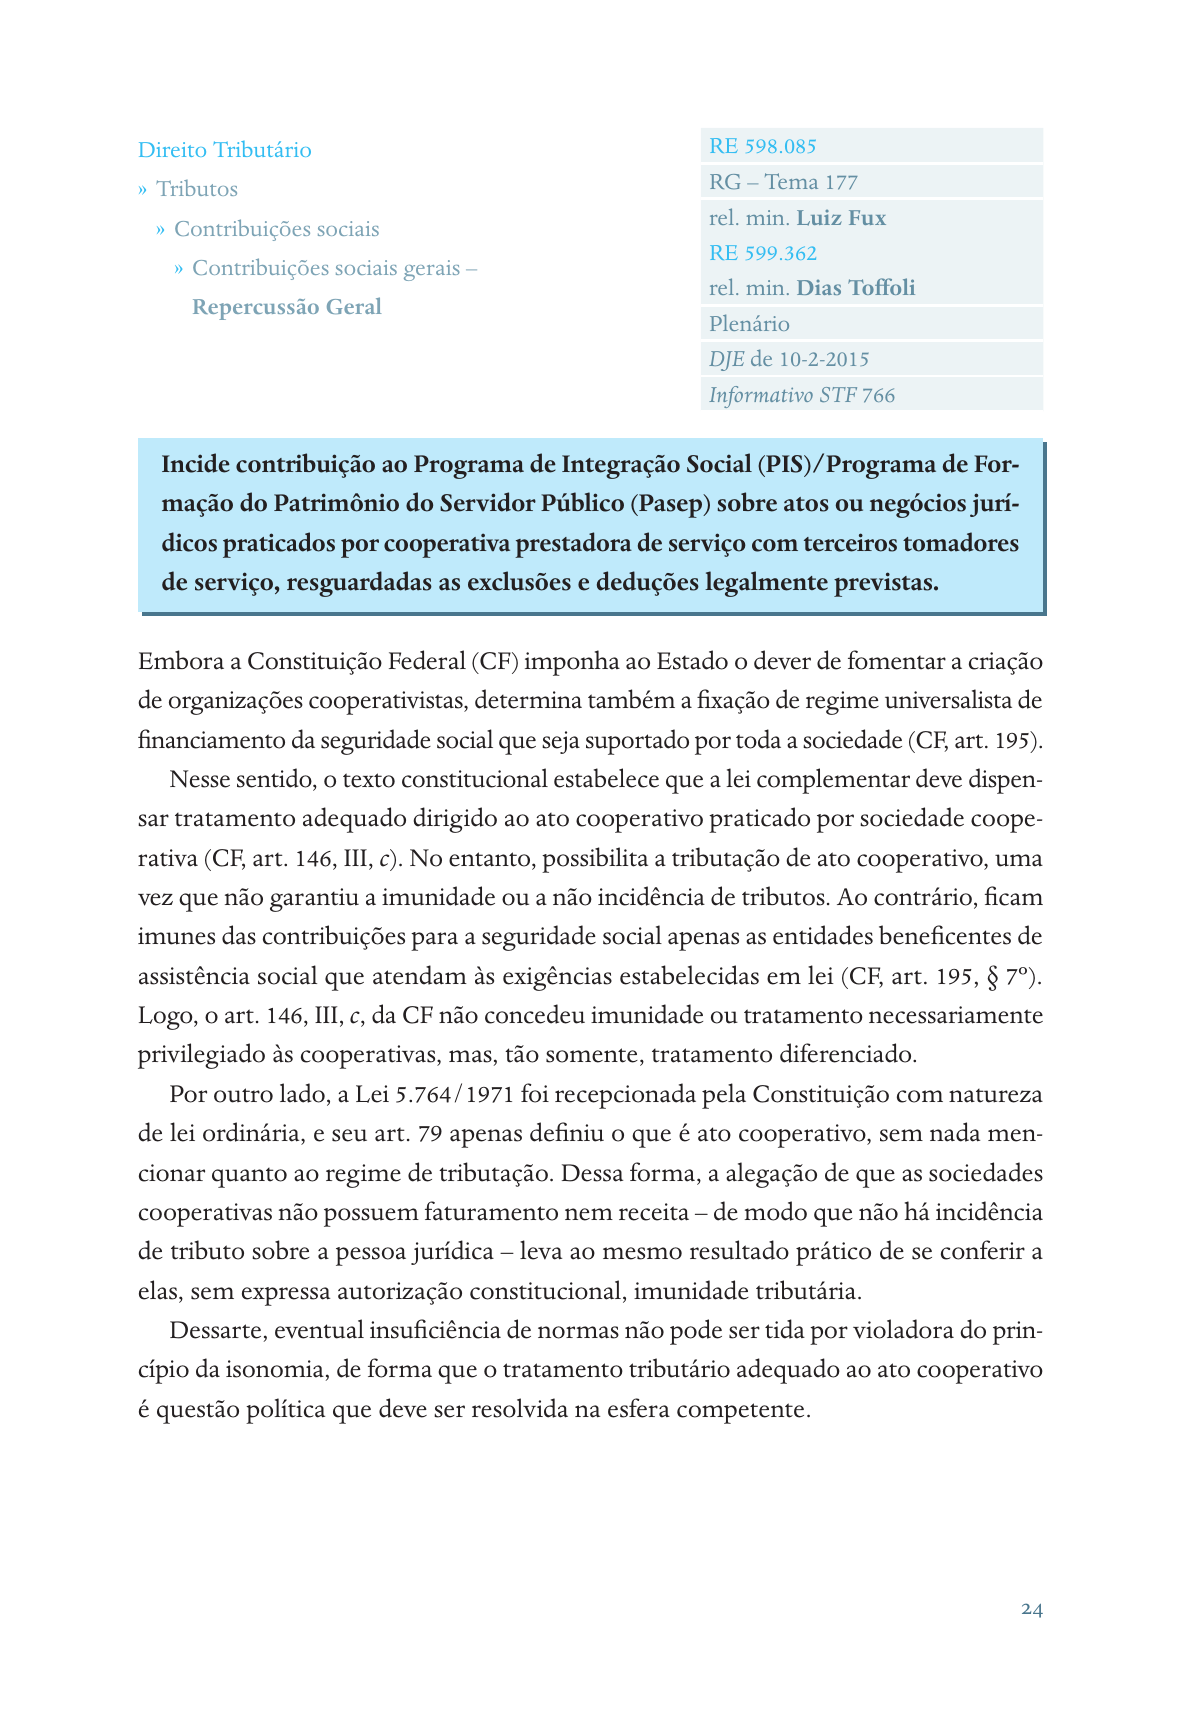 Direito Tributário
» Tributos
» Contribuições sociais
» Contribuições sociais gerais –
Repercussão Geral
RE 598.085
RG – Tema 177
rel. min. Luiz Fux
RE 599.362
rel. min. Dias Toffoli
Plenário
DJE de 10-2-2015
Informativo STF 766
Incide contribuição ao Programa de Integração Social (PIS)/Programa de For-
mação do Patrimônio do Servidor Público (Pasep) sobre atos ou negócios jurí-
dicos praticados por cooperativa prestadora de serviço com terceiros tomadores
de serviço, resguardadas as exclusões e deduções legalmente previstas.
Embora a Constituição Federal (CF) imponha ao Estado o dever de fomentar a criação
de organizações cooperativistas, determina também a fixação de regime universalista de
financiamento da seguridade social que seja suportado por toda a sociedade (CF, art. 195).
Nesse sentido, o texto constitucional estabelece que a lei complementar deve dispen-
sar tratamento adequado dirigido ao ato cooperativo praticado por sociedade coope-
rativa (CF, art. 146, III, c). No entanto, possibilita a tributação de ato cooperativo, uma
vez que não garantiu a imunidade ou a não incidência de tributos. Ao contrário, ficam
imunes das contribuições para a seguridade social apenas as entidades beneficentes de
assistência social que atendam às exigências estabelecidas em lei (CF, art. 195, § 7º).
Logo, o art. 146, III, c, da CF não concedeu imunidade ou tratamento necessariamente
privilegiado às cooperativas, mas, tão somente, tratamento diferenciado.
Por outro lado, a Lei 5.764/1971 foi recepcionada pela Constituição com natureza
de lei ordinária, e seu art. 79 apenas definiu o que é ato cooperativo, sem nada men-
cionar quanto ao regime de tributação. Dessa forma, a alegação de que as sociedades
cooperativas não possuem faturamento nem receita – de modo que não há incidência
de tributo sobre a pessoa jurídica – leva ao mesmo resultado prático de se conferir a
elas, sem expressa autorização constitucional, imunidade tributária.
Dessarte, eventual insuficiência de normas não pode ser tida por violadora do prin-
cípio da isonomia, de forma que o tratamento tributário adequado ao ato cooperativo
é questão política que deve ser resolvida na esfera competente.
24